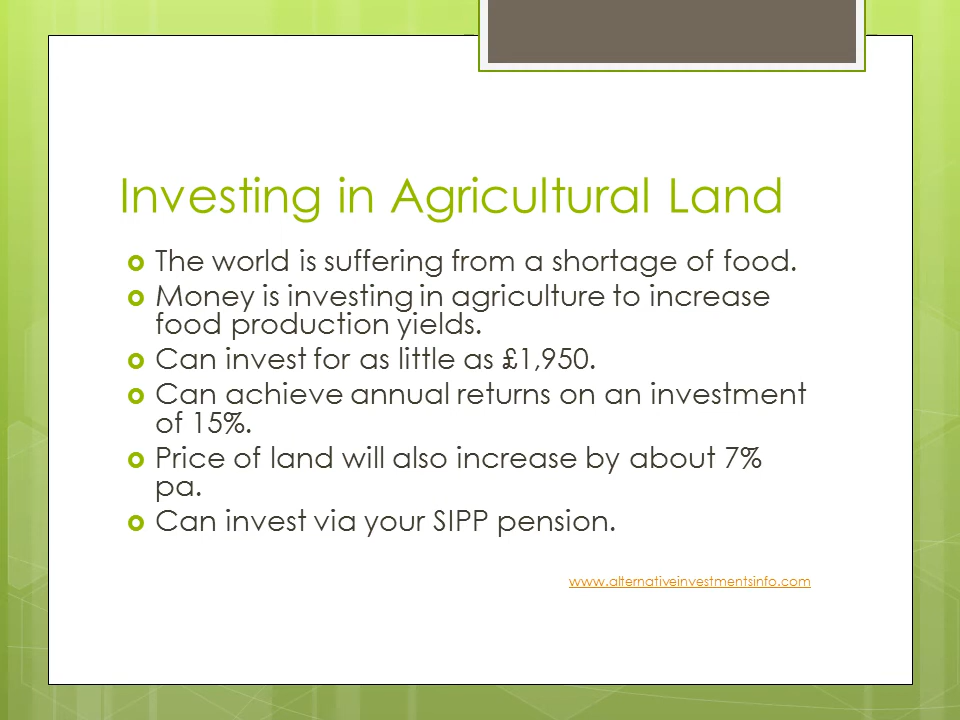 Investing in Agricultural Land
The world is suffering from a shortage of food.
Money is investing in agriculture to increase
food production yields.
Can invest for as little as £1,950.
Can achieve annual returns on an investment
of 15%.
Price of land will also increase by about 7%
pa.
Can invest via your SIPP pension.
www.alternativeinvestmentsinfo.com